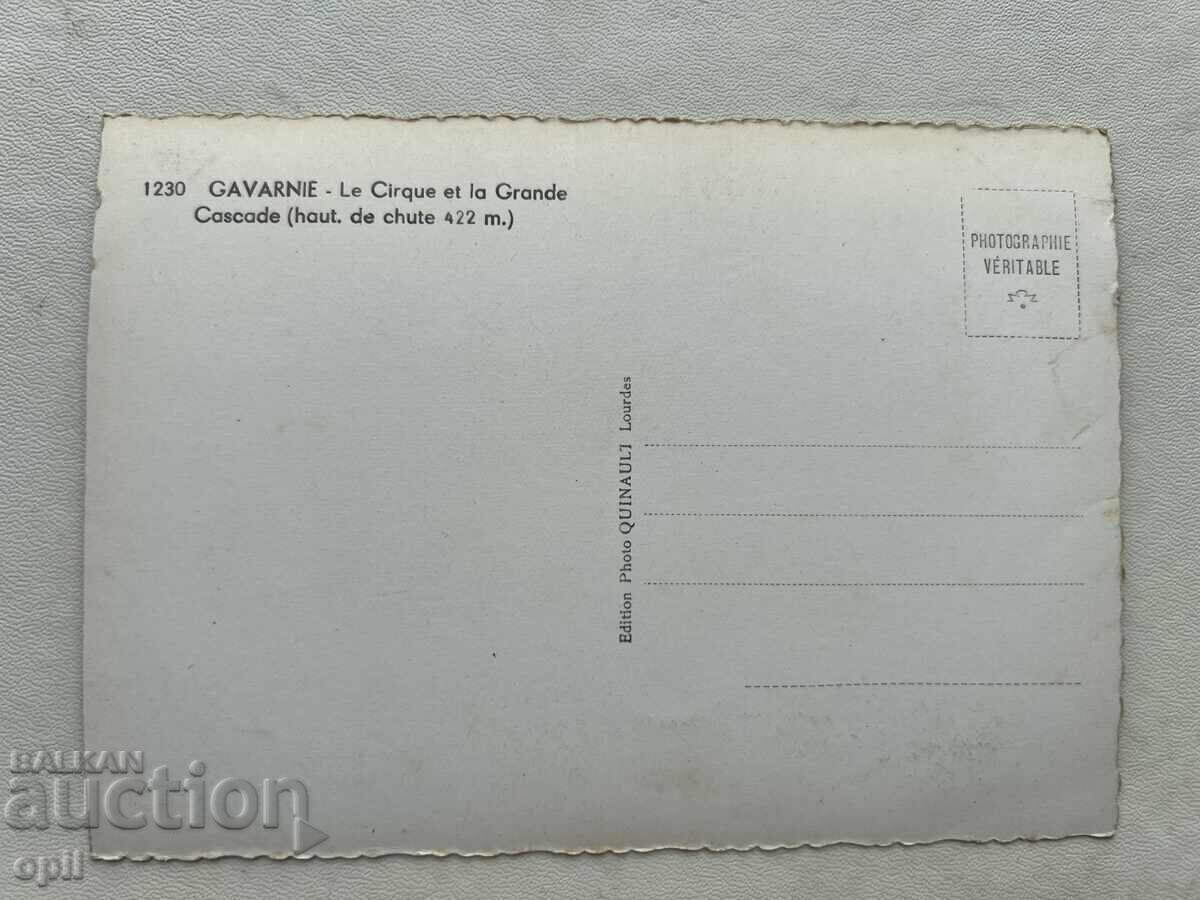 1230 GAVARNIE - Le Cirque et la Grande
Cascade (haut. de chute 422 m.)
PHOTOGRAPHIE
VÉRITABLE
Edition Photo QUINAULT Lourdes
BALKAN
auction
opil